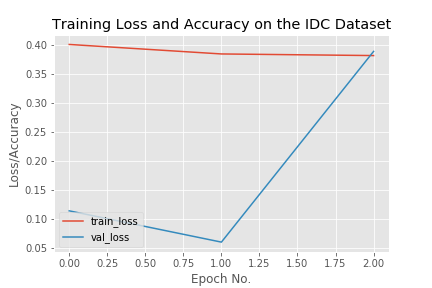 Training Loss and Accuracy on the IDC Dataset
Loss/Accuracy
0.40
0.35
0.30
0.25
0.20
0.15
0.10
0.05
train_loss
val_loss
0.00 0.25 0.50 0.75 1.00 1.25 1.50 1.75 2.00
Epoch No.